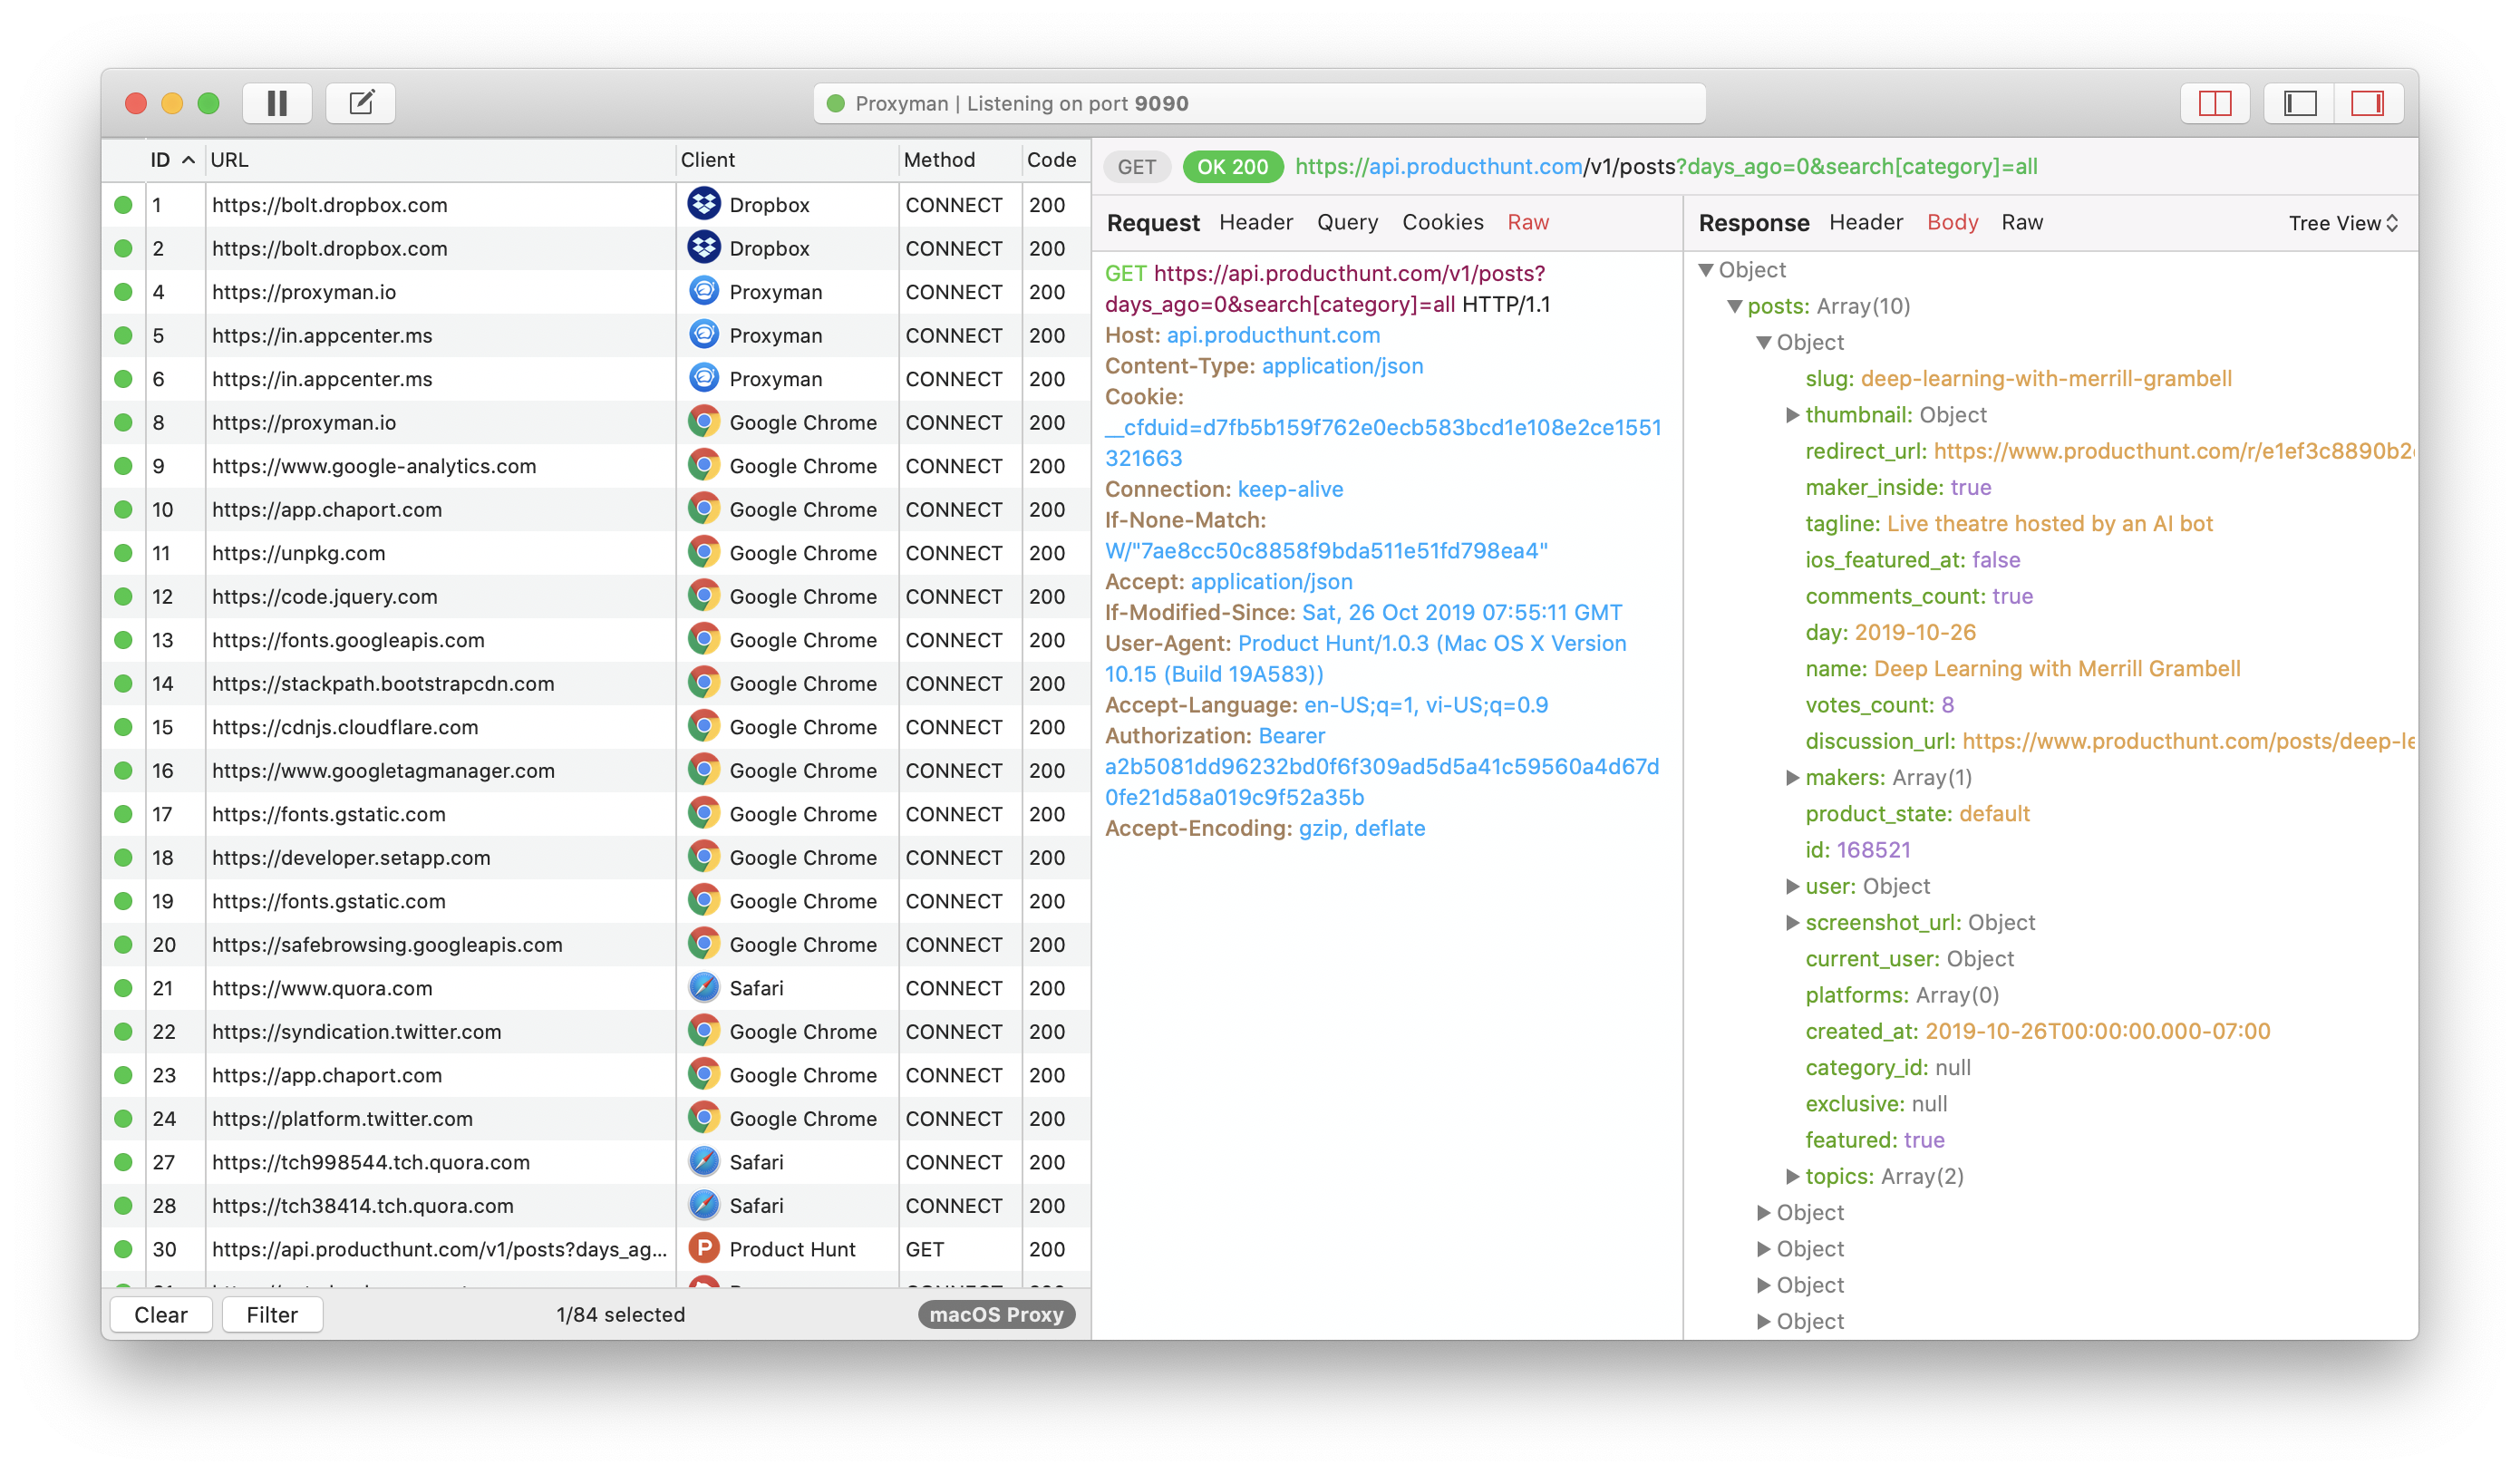 Proxyman | Listening on port 9090
ID URL Client Method Code
1 https://bolt.dropbox.com Dropbox CONNECT 200
2 https://bolt.dropbox.com Dropbox CONNECT 200
4 https://proxyman.io Proxyman CONNECT 200
5 https://in.appcenter.ms Proxyman CONNECT 200
6 https://in.appcenter.ms Proxyman CONNECT 200
8 https://proxyman.io Google Chrome CONNECT 200
9 https://www.google-analytics.com Google Chrome CONNECT 200
10 https://app.chaport.com Google Chrome CONNECT 200
11 https://unpkg.com Google Chrome CONNECT 200
12 https://code.jquery.com Google Chrome CONNECT 200
13 https://fonts.googleapis.com Google Chrome CONNECT 200
14 https://stackpath.bootstrapcdn.com Google Chrome CONNECT 200
15 https://cdnjs.cloudflare.com Google Chrome CONNECT 200
16 https://www.googletagmanager.com Google Chrome CONNECT 200
17 https://fonts.gstatic.com Google Chrome CONNECT 200
18 https://developer.setapp.com Google Chrome CONNECT 200
19 https://fonts.gstatic.com Google Chrome CONNECT 200
20 https://safebrowsing.googleapis.com Google Chrome CONNECT 200
21 https://www.quora.com Safari CONNECT 200
22 https://syndication.twitter.com Google Chrome CONNECT 200
23 https://app.chaport.com Google Chrome CONNECT 200
24 https://platform.twitter.com Google Chrome CONNECT 200
27 https://tch998544.tch.quora.com Safari CONNECT 200
28 https://tch38414.tch.quora.com Safari CONNECT 200
30 https://api.producthunt.com/v1/posts?days_ag... P Product Hunt GET 200
Clear Filter 1/84 selected macOS Proxy
GET OK 200 https://api.producthunt.com/v1/posts?days_ago=0&search[category]=all
Request Header Query Cookies Raw
GET https://api.producthunt.com/v1/posts?
days_ago=0&search[category]=all HTTP/1.1
Host: api.producthunt.com
Content-Type: application/json
Cookie:
__cfduid=d7fb5b159f762e0ecb583bcd1e108e2ce1551
321663
Connection: keep-alive
If-None-Match:
W/"7ae8cc50c8858f9bda511e51fd798ea4"
Accept: application/json
If-Modified-Since: Sat, 26 Oct 2019 07:55:11 GMT
User-Agent: Product Hunt/1.0.3 (Mac OS X Version
10.15 (Build 19A583))
Accept-Language: en-US;q=1, vi-US;q=0.9
Authorization: Bearer
a2b5081dd96232bd0f6f309ad5d5a41c59560a4d67d
0fe21d58a019c9f52a35b
Accept-Encoding: gzip, deflate
Response Header Body Raw Tree View
Object
posts: Array(10)
Object
slug: deep-learning-with-merrill-grambell
thumbnail: Object
redirect_url: https://www.producthunt.com/r/e1ef3c8890b2
maker_inside: true
tagline: Live theatre hosted by an AI bot
ios_featured_at: false
comments_count: true
day: 2019-10-26
name: Deep Learning with Merrill Grambell
votes_count: 8
discussion_url: https://www.producthunt.com/posts/deep-le
makers: Array(1)
product_state: default
id: 168521
user: Object
screenshot_url: Object
current_user: Object
platforms: Array(0)
created_at: 2019-10-26T00:00:00.000-07:00
category_id: null
exclusive: null
featured: true
topics: Array(2)
Object
Object
Object
Object